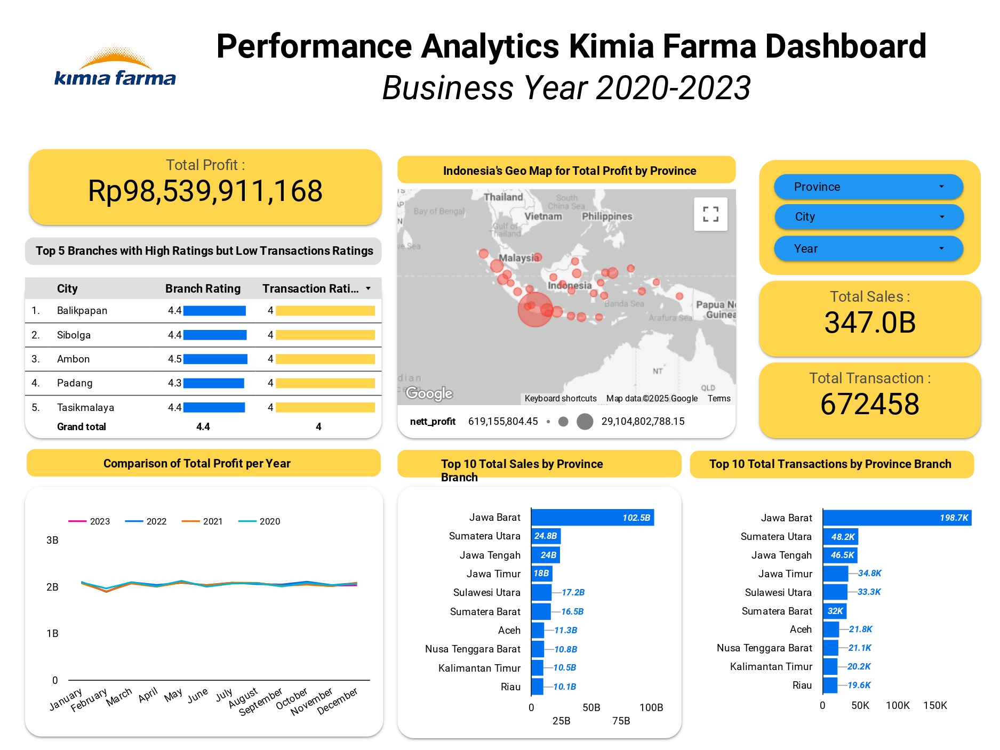 kimia farma
Performance Analytics Kimia Farma Dashboard
Business Year 2020-2023
Total Profit :
Rp98,539,911,168
Top 5 Branches with High Ratings but Low Transactions Ratings
City Branch Rating Transaction Rati...
1. Balikpapan 4.4 4
2. Sibolga 4.4 4
3. Ambon 4.5 4
4. Padang 4.3 4
5. Tasikmalaya 4.4 4
Grand total 4.4 4
Indonesia's Geo Map for Total Profit by Province
Thailand
South
China Sea
AP
Bay of Bengal
Vietnam
Philippines
N
Gulf of
Thailand
ve Sea
Malaysia
Indonesia
Banda Sea
Papua Ne
Guinea
Arafura Sea
NT
dian
QLD
Google
Keyboard shortcuts Map data ©2025 Google Terms
nett_profit 619,155,804.45 29,104,802,788.15
Province
City
Year
Total Sales :
347.0B
Total Transaction :
672458
Comparison of Total Profit per Year
2023 2022 2021 2020
3B
2B
1B
0
January February March April May June July August September October November December
Top 10 Total Sales by Province
Branch
Jawa Barat 102.5B
Sumatera Utara 24.8B
Jawa Tengah 24B
Jawa Timur 18B
Sulawesi Utara 17.2B
Sumatera Barat 16.5B
Aceh 11.3B
Nusa Tenggara Barat 10.8B
Kalimantan Timur 10.5B
Riau 10.1B
0 50B 100B
25B 75B
Top 10 Total Transactions by Province Branch
Jawa Barat 198.7K
Sumatera Utara 48.2K
Jawa Tengah 46.5K
Jawa Timur 34.8K
Sulawesi Utara 33.3K
Sumatera Barat 32K
Aceh 21.8K
Nusa Tenggara Barat 21.1K
Kalimantan Timur 20.2K
Riau 19.6K
0 50K 100K 150K